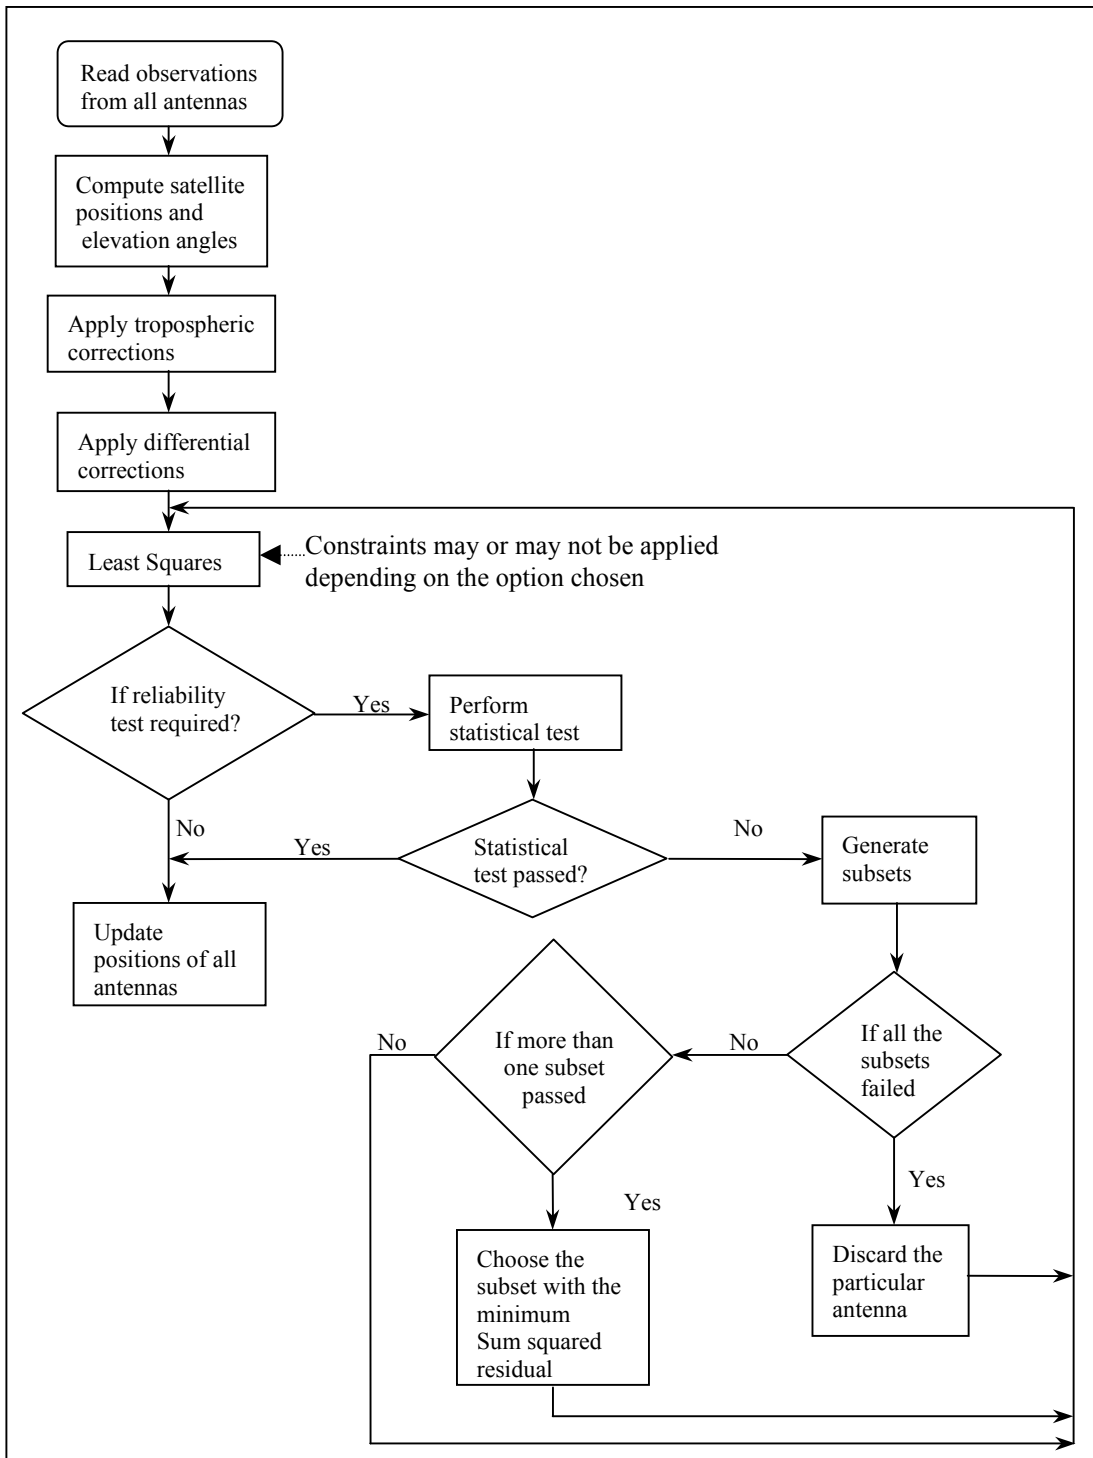 Read observations
from all antennas
Compute satellite
positions and
elevation angles
Apply tropospheric
corrections
Apply differential
corrections
Least Squares
Constraints may or may not be applied
depending on the option chosen
If reliability
test required?
Yes
Perform
statistical test
No
Yes
Statistical
test passed?
No
Generate
subsets
Update
positions of all
antennas
No
If more than
one subset
passed
No
If all the
subsets
failed
Yes
Yes
Choose the
subset with the
minimum
Sum squared
residual
Discard the
particular
antenna